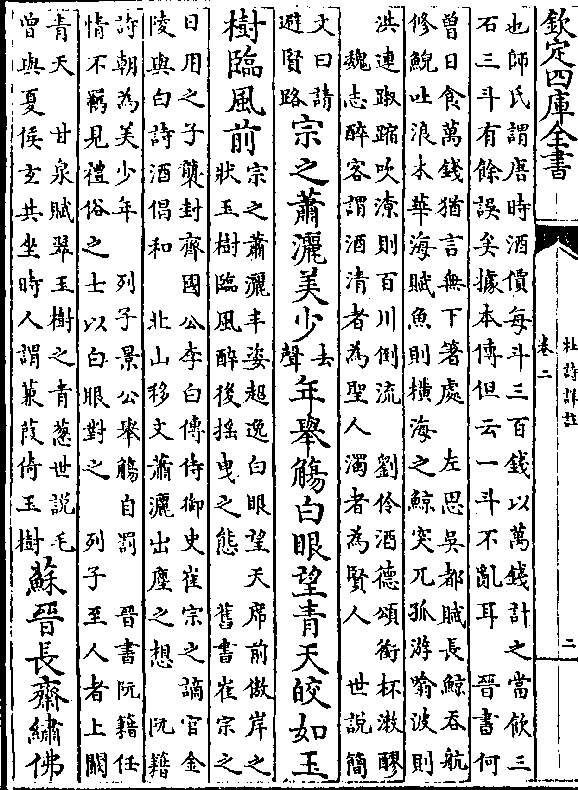 欽定四庫全書
杜詩詳註
卷二
二
也師氏謂唐時酒價每斗三百錢以萬錢計之當飲三
石三斗有餘誤矣據本傳但云一斗不亂耳　晉書何
曾日食萬錢猶言無下箸處　左思吳都賦長鯨吞航
修鯢吐浪木華海賦魚則橫海之鯨突兀孤游噏波則
洪連踧蹜吹澇則百川倒流　劉伶酒德頌銜杯漱醪
魏志醉客謂酒清者為聖人濁者為賢人　世說簡
文曰請
避賢路
宗之蕭灑美少
去
聲
年舉觴白眼望青天皎如玉
樹臨風前
宗之蕭灑丰姿超逸白眼望天席前傲岸之
狀玉樹臨風醉後搖曳之態　舊書崔宗之
日用之子襲封齊國公李白傳侍御史崔宗之謫官金
陵與白詩酒倡和　北山移文蕭灑出塵之想　阮籍
詩朝為美少年　列子景公舉觴自罰　晉書阮籍任
情不羈見禮俗之士以白眼對之　列子至人者上闚
青天　甘泉賦翠玉樹之青葱世說毛
曾與夏侯玄共坐時人謂蒹葭倚玉樹
蘇晉長齋繡佛